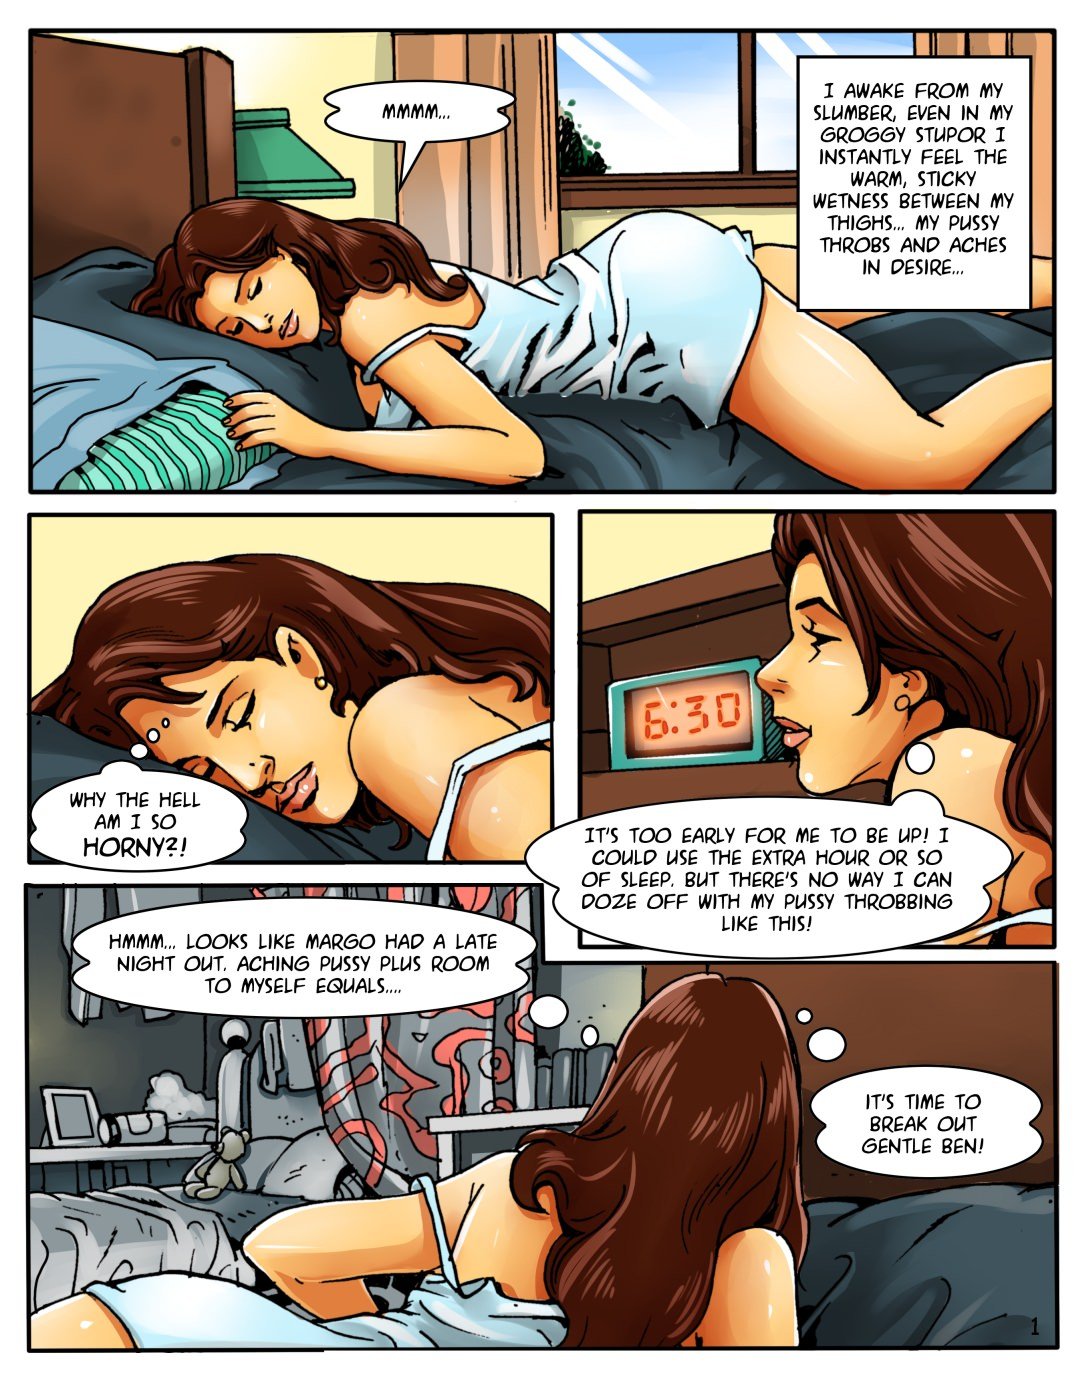 MMMM...
I AWAKE FROM MY
SLUMBER, EVEN IN MY
GROGGY STUPOR I
INSTANTLY FEEL THE
WARM, STICKY
WETNESS BETWEEN MY
THIGHS... MY PUSSY
THROBS AND ACHES
IN DESIRE...
WHY THE HELL
AM I SO
HORNY?!
6:30
IT'S TOO EARLY FOR ME TO BE UP! I
COULD USE THE EXTRA HOUR OR SO
OF SLEEP. BUT THERE'S NO WAY I CAN
DOZE OFF WITH MY PUSSY THROBBING
LIKE THIS!
HMMM... LOOKS LIKE MARGO HAD A LATE
NIGHT OUT. ACHING PUSSY PLUS ROOM
TO MYSELF EQUALS....
IT'S TIME TO
BREAK OUT
GENTLE BEN!
1